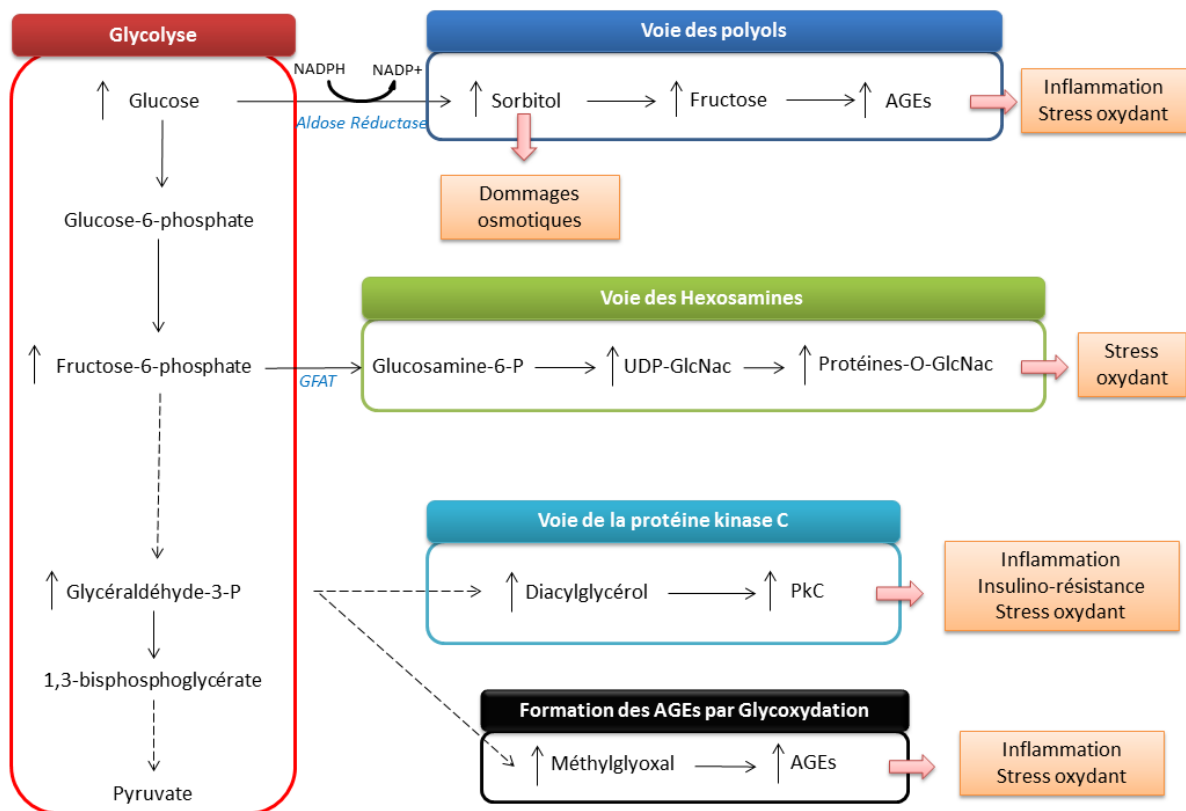 Glycolyse
Voie des polyols
NADPH
NADP+
Glucose
Aldose Réductase
Sorbitol
Fructose
AGEs
Inflammation
Stress oxydant
Dommages
osmotiques
Glucose-6-phosphate
Voie des Hexosamines
Fructose-6-phosphate
GFAT
Glucosamine-6-P
UDP-GlcNac
Protéines-O-GlcNac
Stress
oxydant
Voie de la protéine kinase C
Glycéraldéhyde-3-P
Diacylglycérol
PkC
Inflammation
Insulino-résistance
Stress oxydant
1,3-bisphosphoglycérate
Formation des AGEs par Glycoxydation
Méthylglyoxal
AGEs
Inflammation
Stress oxydant
Pyruvate